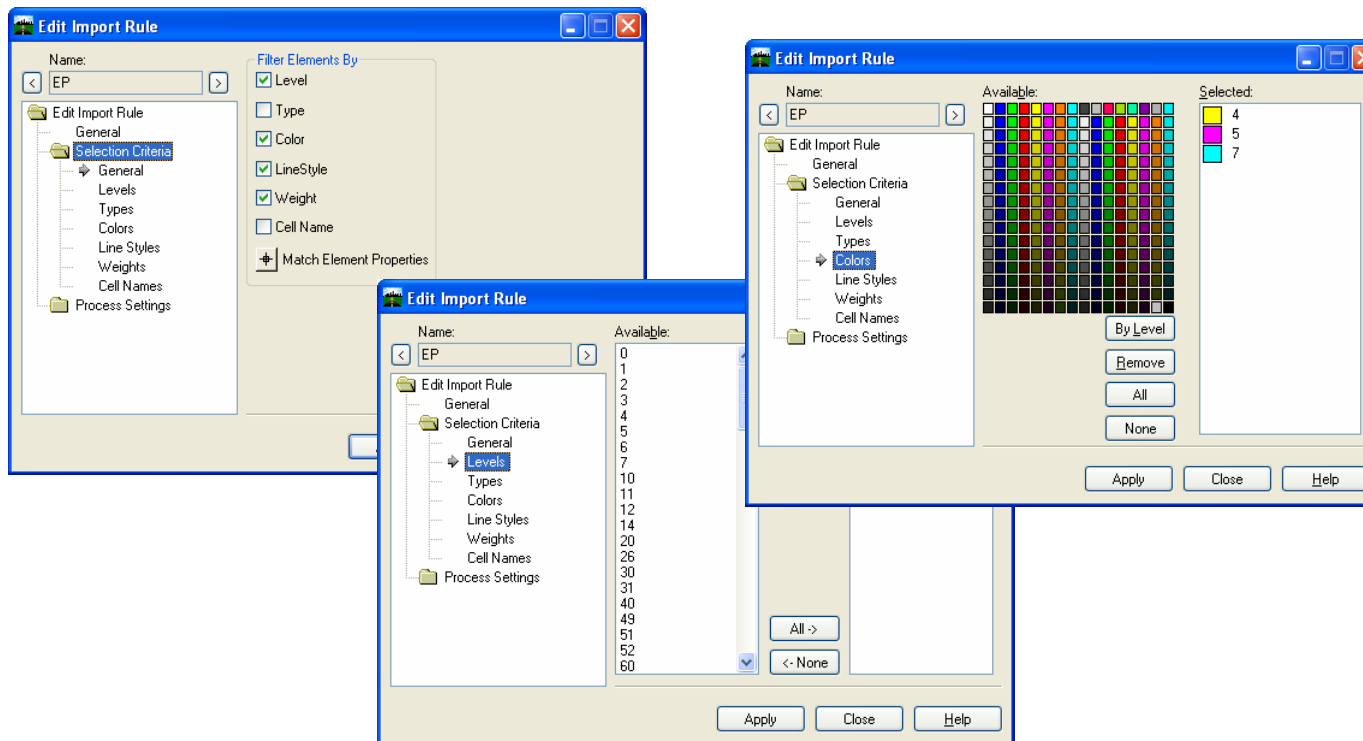 Edit Import Rule
Name:
< EP >
Edit Import Rule
General
Selection Criteria
General
Levels
Types
Colors
Line Styles
Weights
Cell Names
Process Settings
Filter Elements By
Level
Type
Color
LineStyle
Weight
Cell Name
Match Element Properties
Edit Import Rule
Name:
< EP >
Edit Import Rule
General
Selection Criteria
General
Levels
Types
Colors
Line Styles
Weights
Cell Names
Process Settings
Available:
0
1
2
3
4
5
6
7
10
11
12
14
20
26
30
31
40
49
51
52
60
All ->
<- None
Apply Close Help
Edit Import Rule
Name:
< EP >
Edit Import Rule
General
Selection Criteria
General
Levels
Types
Colors
Line Styles
Weights
Cell Names
Process Settings
Available:
By Level
Remove
All
None
Selected:
4
5
7
Apply Close Help